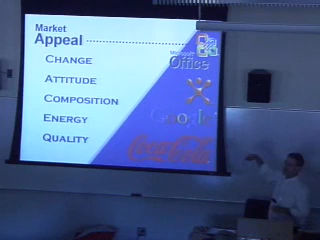 Market
Appeal
Microsoft
Office
Change
Attitude
Composition
Energy
Google
Quality
Coca-Cola